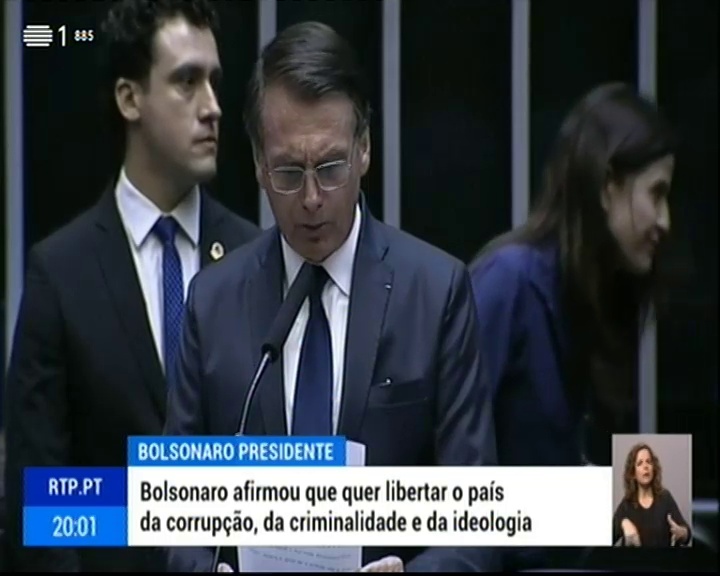 1 885
BOLSONARO PRESIDENTE
RTP.PT
Bolsonaro afirmou que quer libertar o país
20:01
da corrupção, da criminalidade e da ideologia